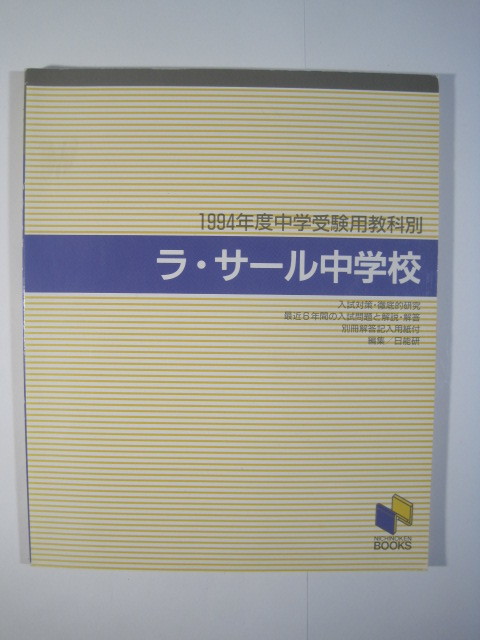 1994年度中学受験用教科別
ラ・サール中学校
入試対策・徹底的研究
最近6年間の入試問題と解説・解答
別冊解答記入用紙付
編集／日能研
NICHINOKEN
BOOKS